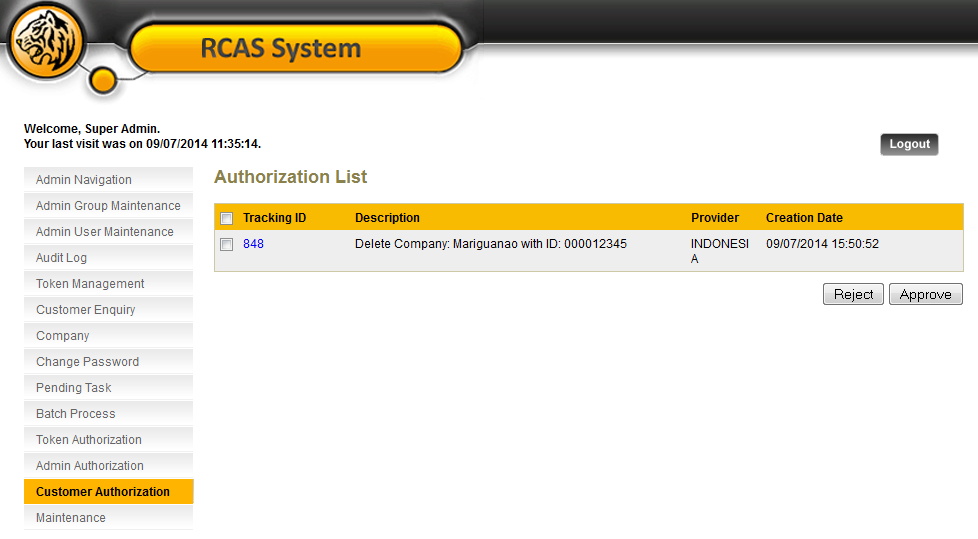 RCAS System
Welcome, Super Admin.
Your last visit was on 09/07/2014 11:35:14.
Logout
Admin Navigation
Admin Group Maintenance
Admin User Maintenance
Audit Log
Token Management
Customer Enquiry
Company
Change Password
Pending Task
Batch Process
Token Authorization
Admin Authorization
Customer Authorization
Maintenance
Authorization List
Tracking ID Description Provider Creation Date
848 Delete Company: Mariguanao with ID: 000012345 INDONESI 09/07/2014 15:50:52
A
Reject Approve